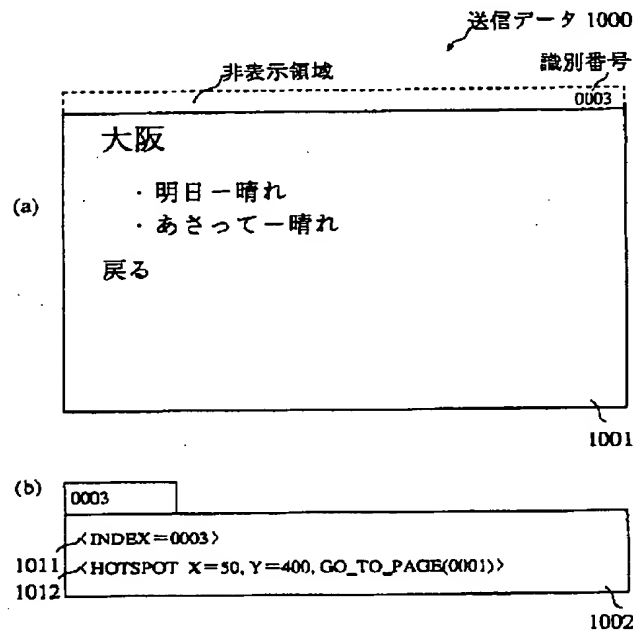 送信データ 1000
非表示領域
識別番号
0003
大阪
・明日ー晴れ
(a)
・あさってー晴れ
戻る
1001
(b)
0003
<INDEX=0003>
1011
<HOTSPOT X=50, Y=400, GO_TO_PAGE(0001)>
1012
1002